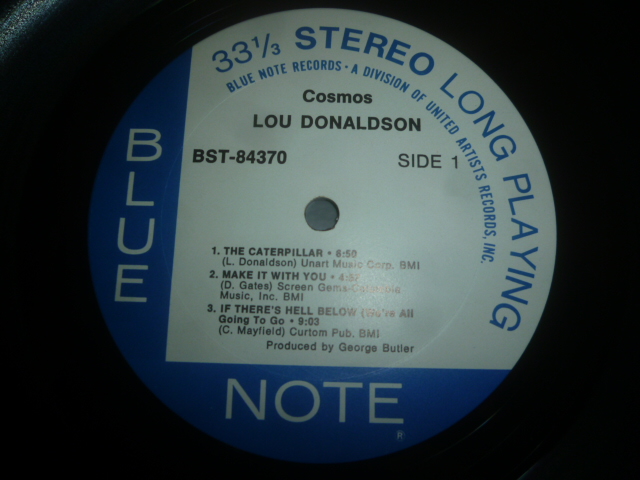 33⅓ STEREO LONG PLAYING
BLUE NOTE RECORDS · A DIVISION OF UNITED ARTISTS RECORDS, INC.
Cosmos
LOU DONALDSON
BST-84370 SIDE 1
BLUE
1. THE CATERPILLAR • 6:50
(L. Donaldson) Unart Music Corp. BMI
2. MAKE IT WITH YOU •
(D. Gates) Screen Gems-Columbia
Music, Inc. BMI
3. IF THERE'S HELL BELOW (We're All
Going To Go • 9:03
(C. Mayfield) Curtom Pub. BMI
Produced by George Butler
NOTE
®